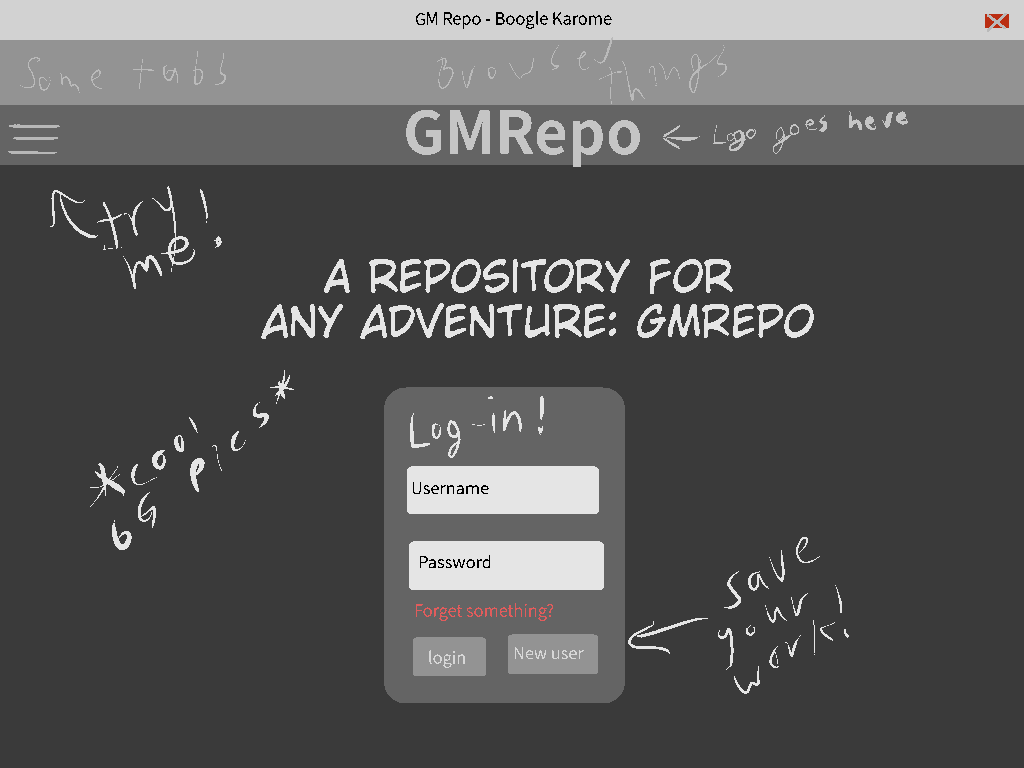 GM Repo - Boogle Karome
Some tabs
Browser things
GMRepo
Logo goes here
try me!
A REPOSITORY FOR
ANY ADVENTURE: GMREPO
*cool
BG pics*
Log-in!
Username
Password
Forget something?
login
New user
save
your
work!